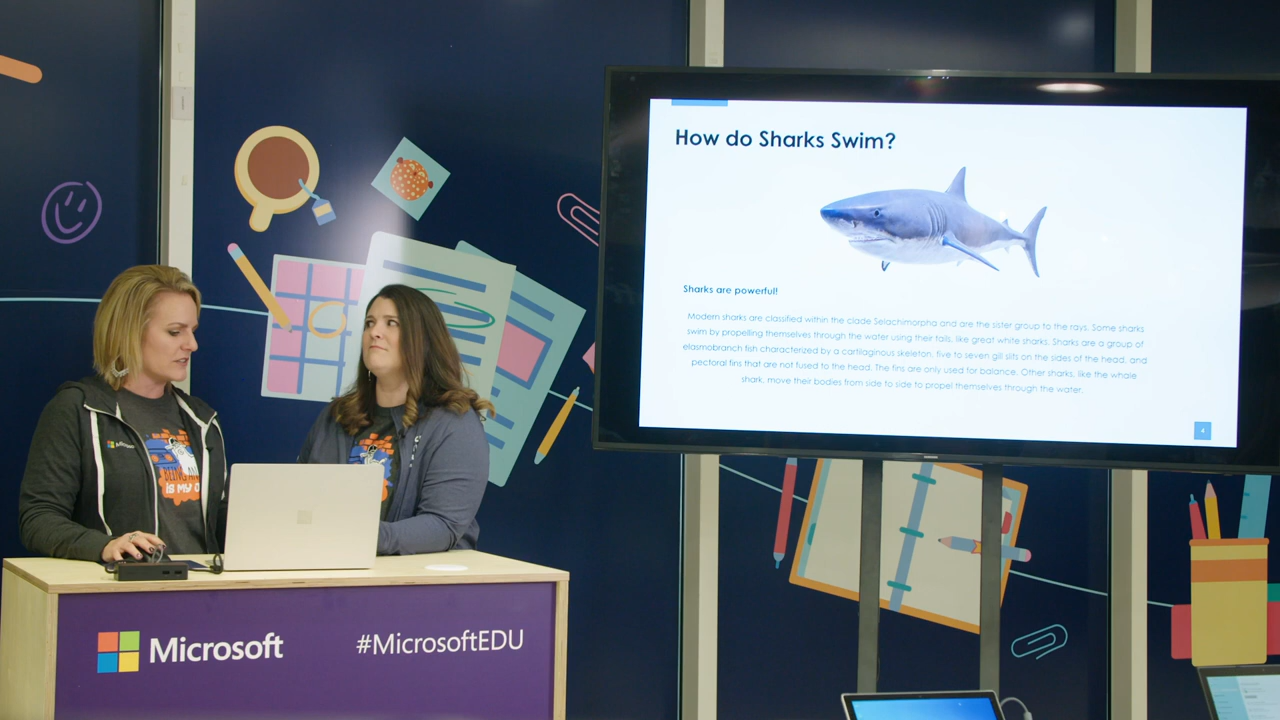 How do Sharks Swim?
Sharks are powerful!
Modern sharks are classified within the clade Selachimorpha and are the sister group to the rays. Some sharks
swim by propelling themselves through the water using their tails, like great white sharks. Sharks are a group of
elasmobranch fish characterized by a cartilaginous skeleton, five to seven gill slits on the sides of the head, and
pectoral fins that are not fused to the head. The fins are only used for balance. Other sharks, like the whale
shark, move their bodies from side to side to propel themselves through the water.
4
BEING AN
IS MY
Microsoft
#MicrosoftEDU